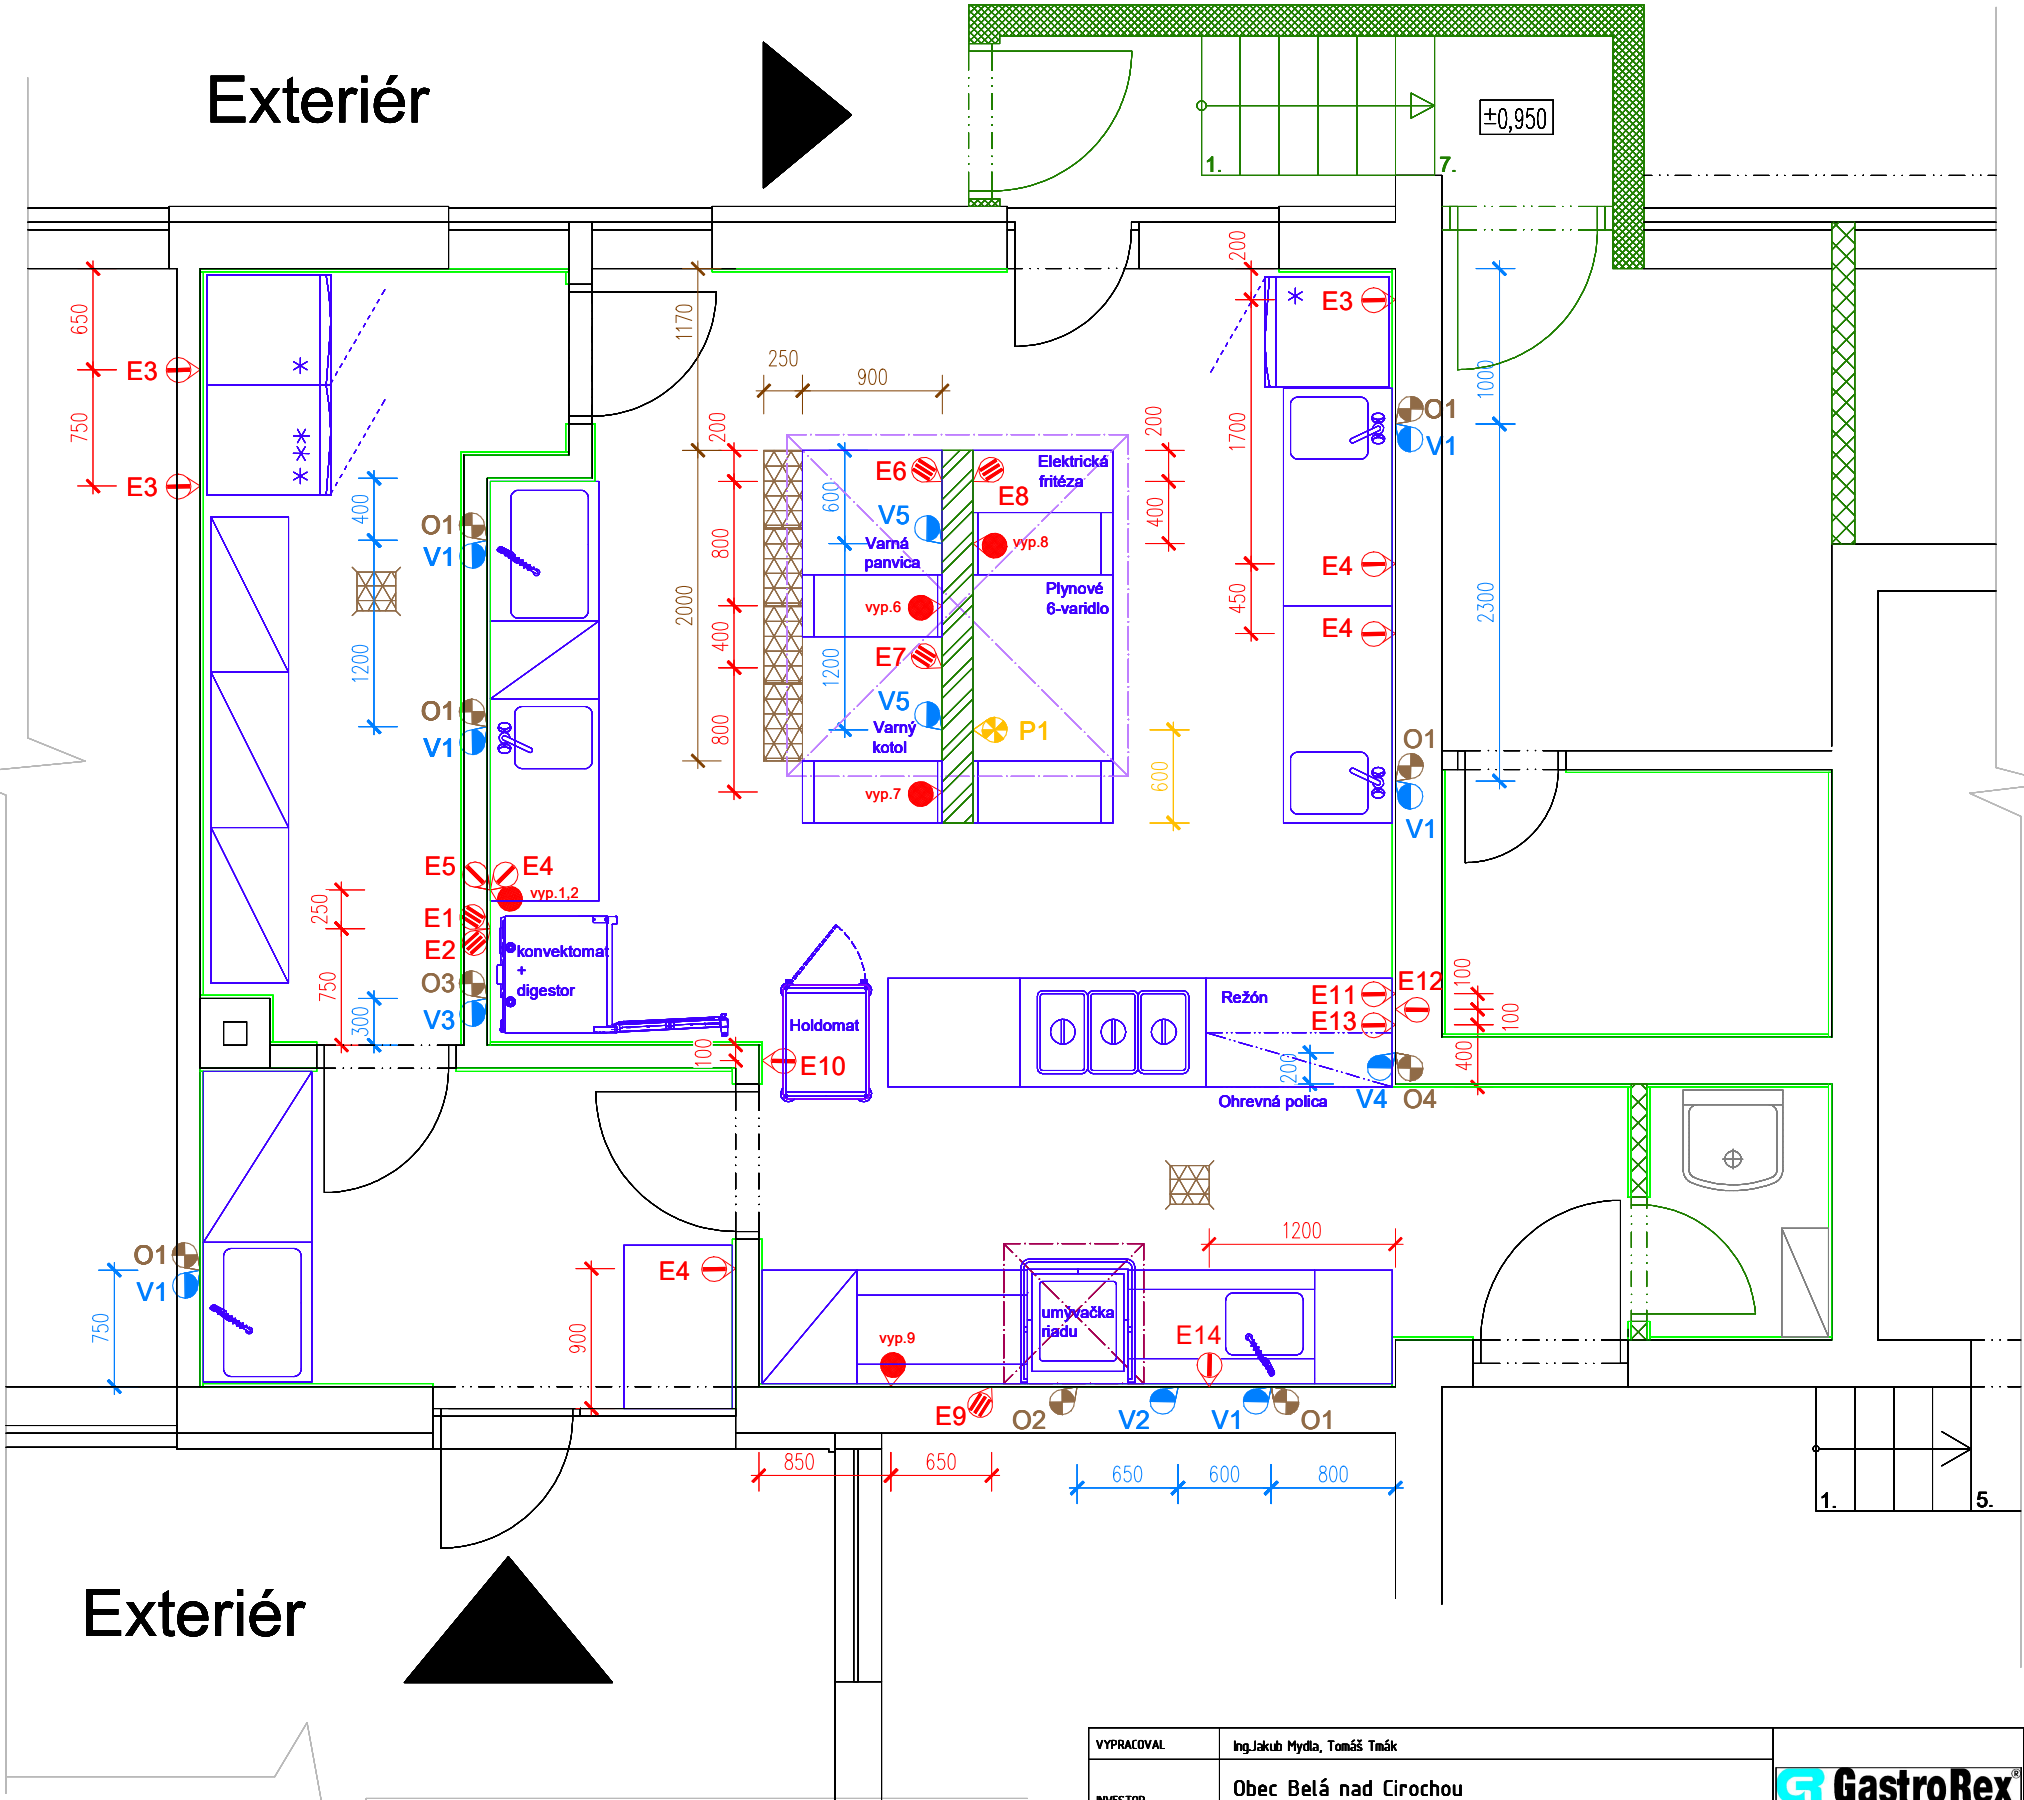 Exteriér
±0,950
1.
7.
200
650
E3
750
E3
1170
250
900
200
200
E3
1000
O1
V1
1700
400
O1
V1
1200
O1
V1
E6
E8
Elektrická
fritéza
600
V5
Varná
panvica
vyp.8
400
800
2000
Plynové
6-varidlo
vyp.6
E4
450
E4
2300
400
E7
1200
V5
Varný
kotol
P1
800
600
vyp.7
O1
V1
E5
E4
vyp.1,2
250
E1
E2
750
O3
V3
300
konvektomat
+
digestor
Holdomat
100
E10
Režón
E11
E12
E13
100
100
400
200
Ohrevná polica
V4
O4
O1
V1
750
E4
900
1200
umývačka
riadu
vyp.9
E14
E9
O2
V2
V1
O1
850
650
650
600
800
1.
5.
Exteriér
VYPRACOVAL
Ing.Jakub Mydla, Tomáš Tmák
INVESTOR
Obec Belá nad Cirochou
GastroRex®